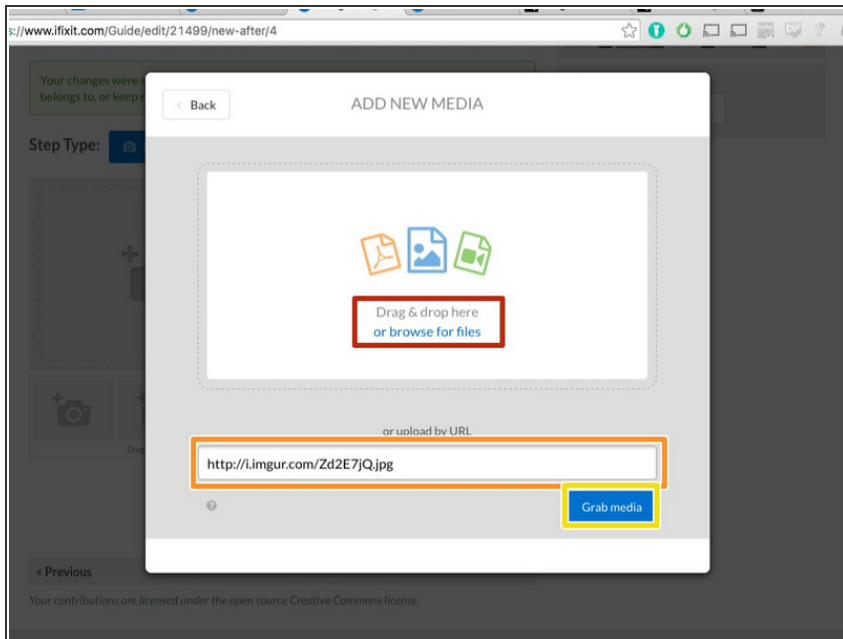 s://www.ifixit.com/Guide/edit/21499/new-after/4
Your changes were
belongs to, or keep
Back
ADD NEW MEDIA
Step Type:
Drag & drop here
or browse for files
or upload by URL
http://i.imgur.com/Zd2E7jQ.jpg
Grab media
« Previous
Your contributions are licensed under the open source Creative Commons license.